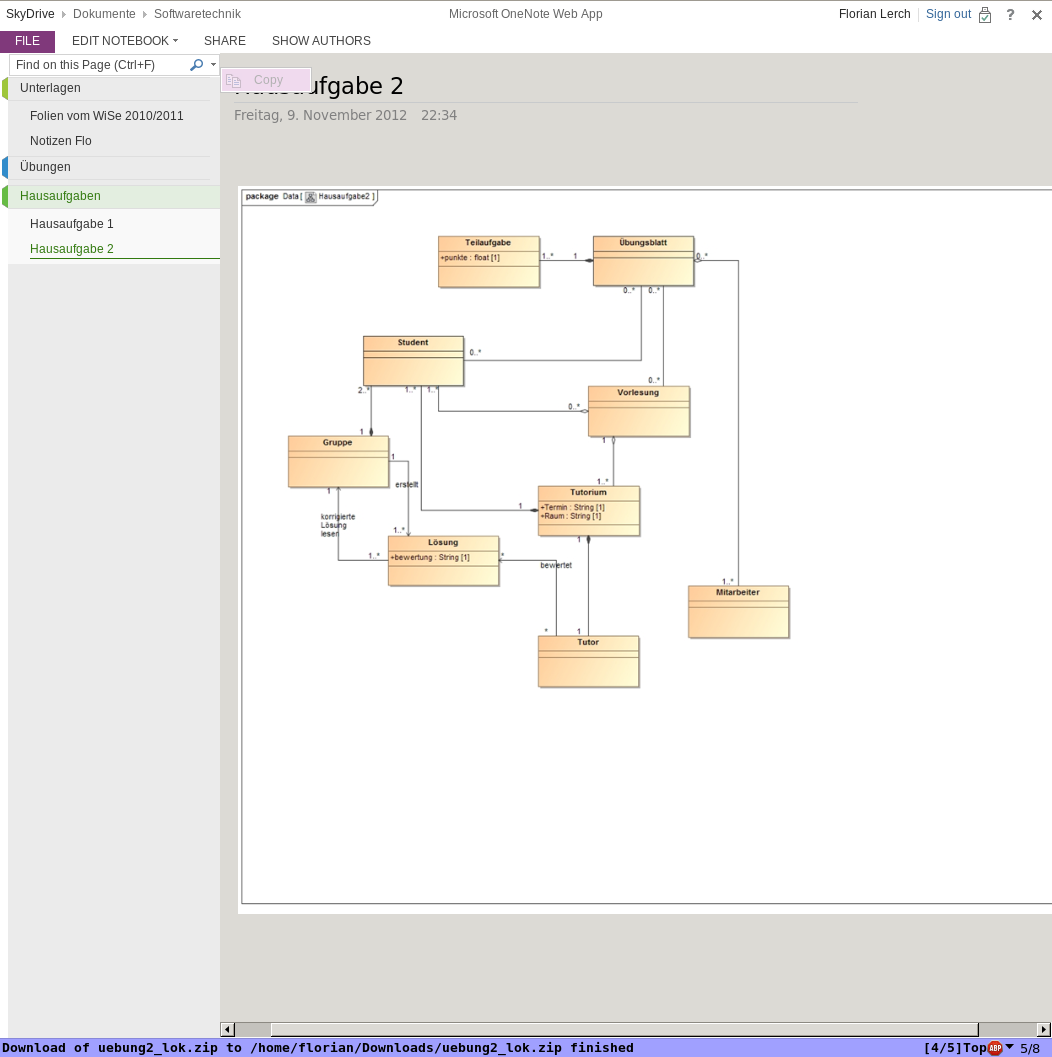 SkyDrive Dokumente Softwaretechnik Microsoft OneNote Web App Florian Lerch Sign out ?
FILE EDIT NOTEBOOK SHARE SHOW AUTHORS
Find on this Page (Ctrl+F)
Unterlagen
Folien vom WiSe 2010/2011
Notizen Flo
Übungen
Hausaufgaben
Hausaufgabe 1
Hausaufgabe 2
Copy
Hausaufgabe 2
Freitag, 9. November 2012 22:34
package Data [ Hausaufgabe2 ]
Teilaufgabe
+punkte : float [1]
1..* 1
Übungsblatt
0..*
0..* 0..*
Student
0..*
2..* 1..* 1..*
0..*
Vorlesung
0..*
1
Gruppe
1
erstellt
1 1..*
1
1..*
Tutorium
+Termin : String [1]
+Raum : String [1]
1
korrigierte
Lösung
lesen
1..*
1..*
Lösung
+bewertung : String [1]
*
bewertet
1
* 1
Tutor
1..*
Mitarbeiter
Download of uebung2_lok.zip to /home/florian/Downloads/uebung2_lok.zip finished [4/5]Top ABP 5/8